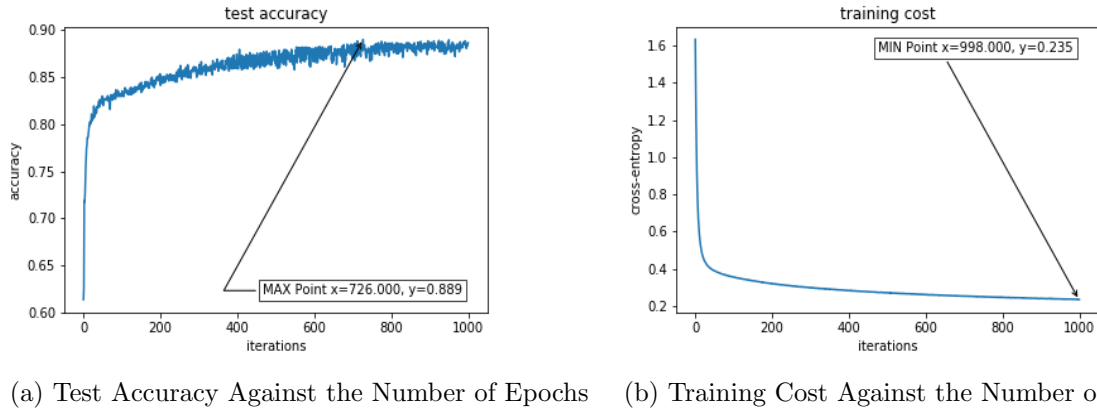 test accuracy
0.90
0.85
0.80
0.75
0.70
0.65
0.60
accuracy
MAX Point x=726.000, y=0.889
0 200 400 600 800 1000
iterations
(a) Test Accuracy Against the Number of Epochs
training cost
1.6
1.4
1.2
1.0
0.8
0.6
0.4
0.2
cross-entropy
MIN Point x=998.000, y=0.235
0 200 400 600 800 1000
iterations
(b) Training Cost Against the Number o